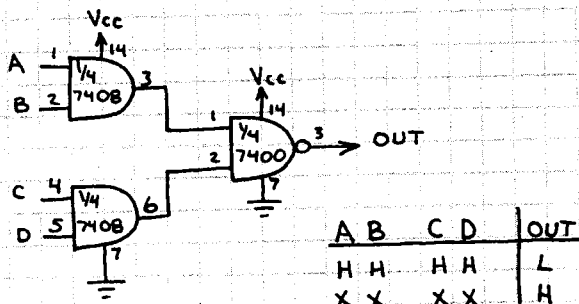 Vcc
14
A 1
1/4
7408
3
B 2
Vcc
14
1
1/4
7400
3
OUT
2
7
C 4
1/4
7408
6
D 5
7
A B C D OUT
H H H H L
X X X X H